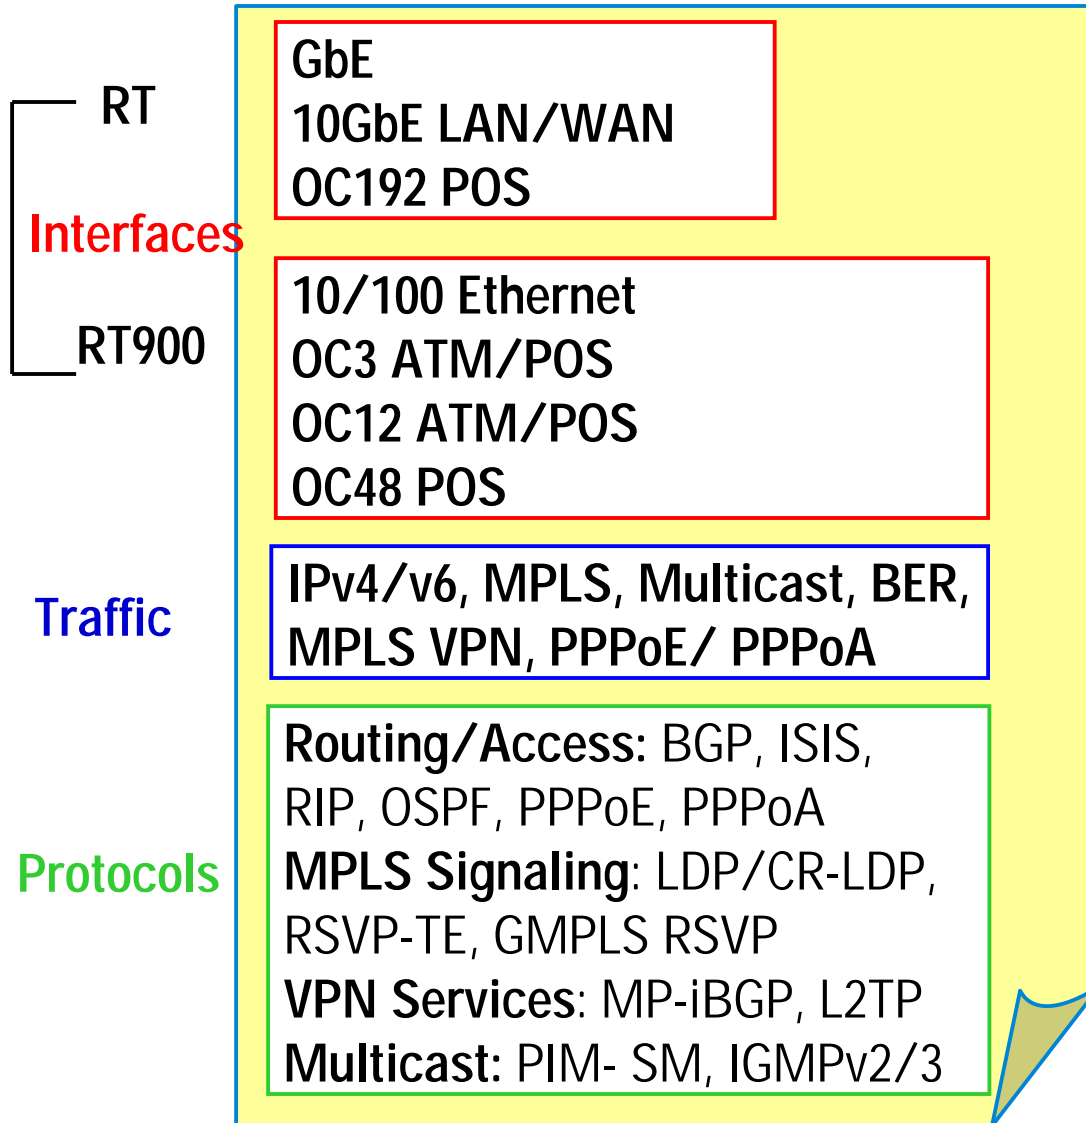 RT
GbE
10GbE LAN/WAN
OC192 POS
Interfaces
RT900
10/100 Ethernet
OC3 ATM/POS
OC12 ATM/POS
OC48 POS
Traffic
IPv4/v6, MPLS, Multicast, BER,
MPLS VPN, PPPoE/ PPPoA
Protocols
Routing/Access: BGP, ISIS,
RIP, OSPF, PPPoE, PPPoA
MPLS Signaling: LDP/CR-LDP,
RSVP-TE, GMPLS RSVP
VPN Services: MP-iBGP, L2TP
Multicast: PIM- SM, IGMPv2/3